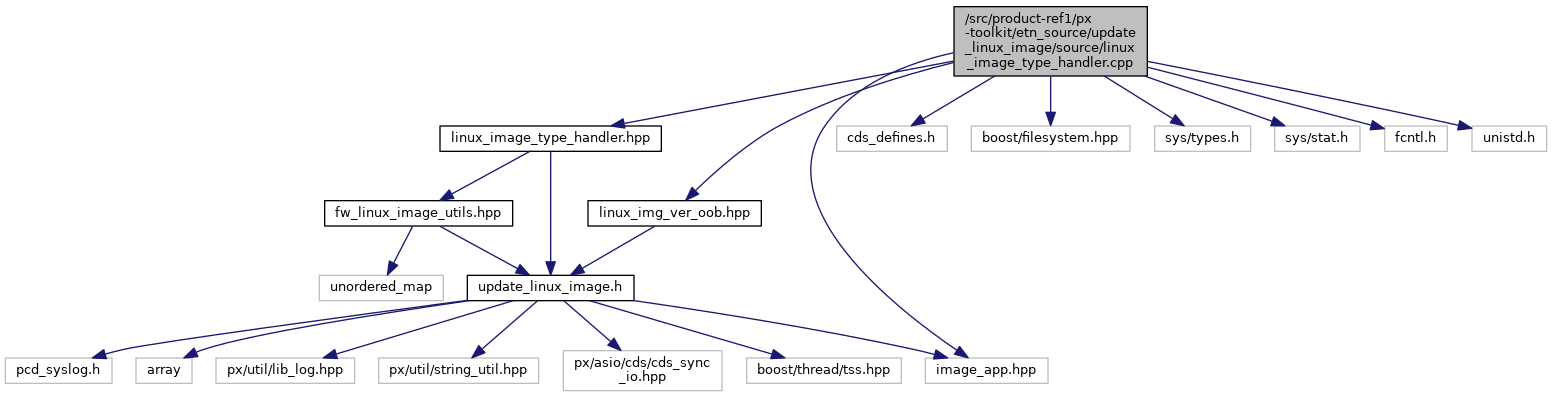 /src/product-ref1/px
-toolkit/etn_source/update
_linux_image/source/linux
_image_type_handler.cpp
linux_image_type_handler.hpp
cds_defines.h
boost/filesystem.hpp
sys/types.h
sys/stat.h
fcntl.h
unistd.h
fw_linux_image_utils.hpp
linux_img_ver_oob.hpp
unordered_map
update_linux_image.h
pcd_syslog.h
array
px/util/lib_log.hpp
px/util/string_util.hpp
px/asio/cds/cds_sync
_io.hpp
boost/thread/tss.hpp
image_app.hpp